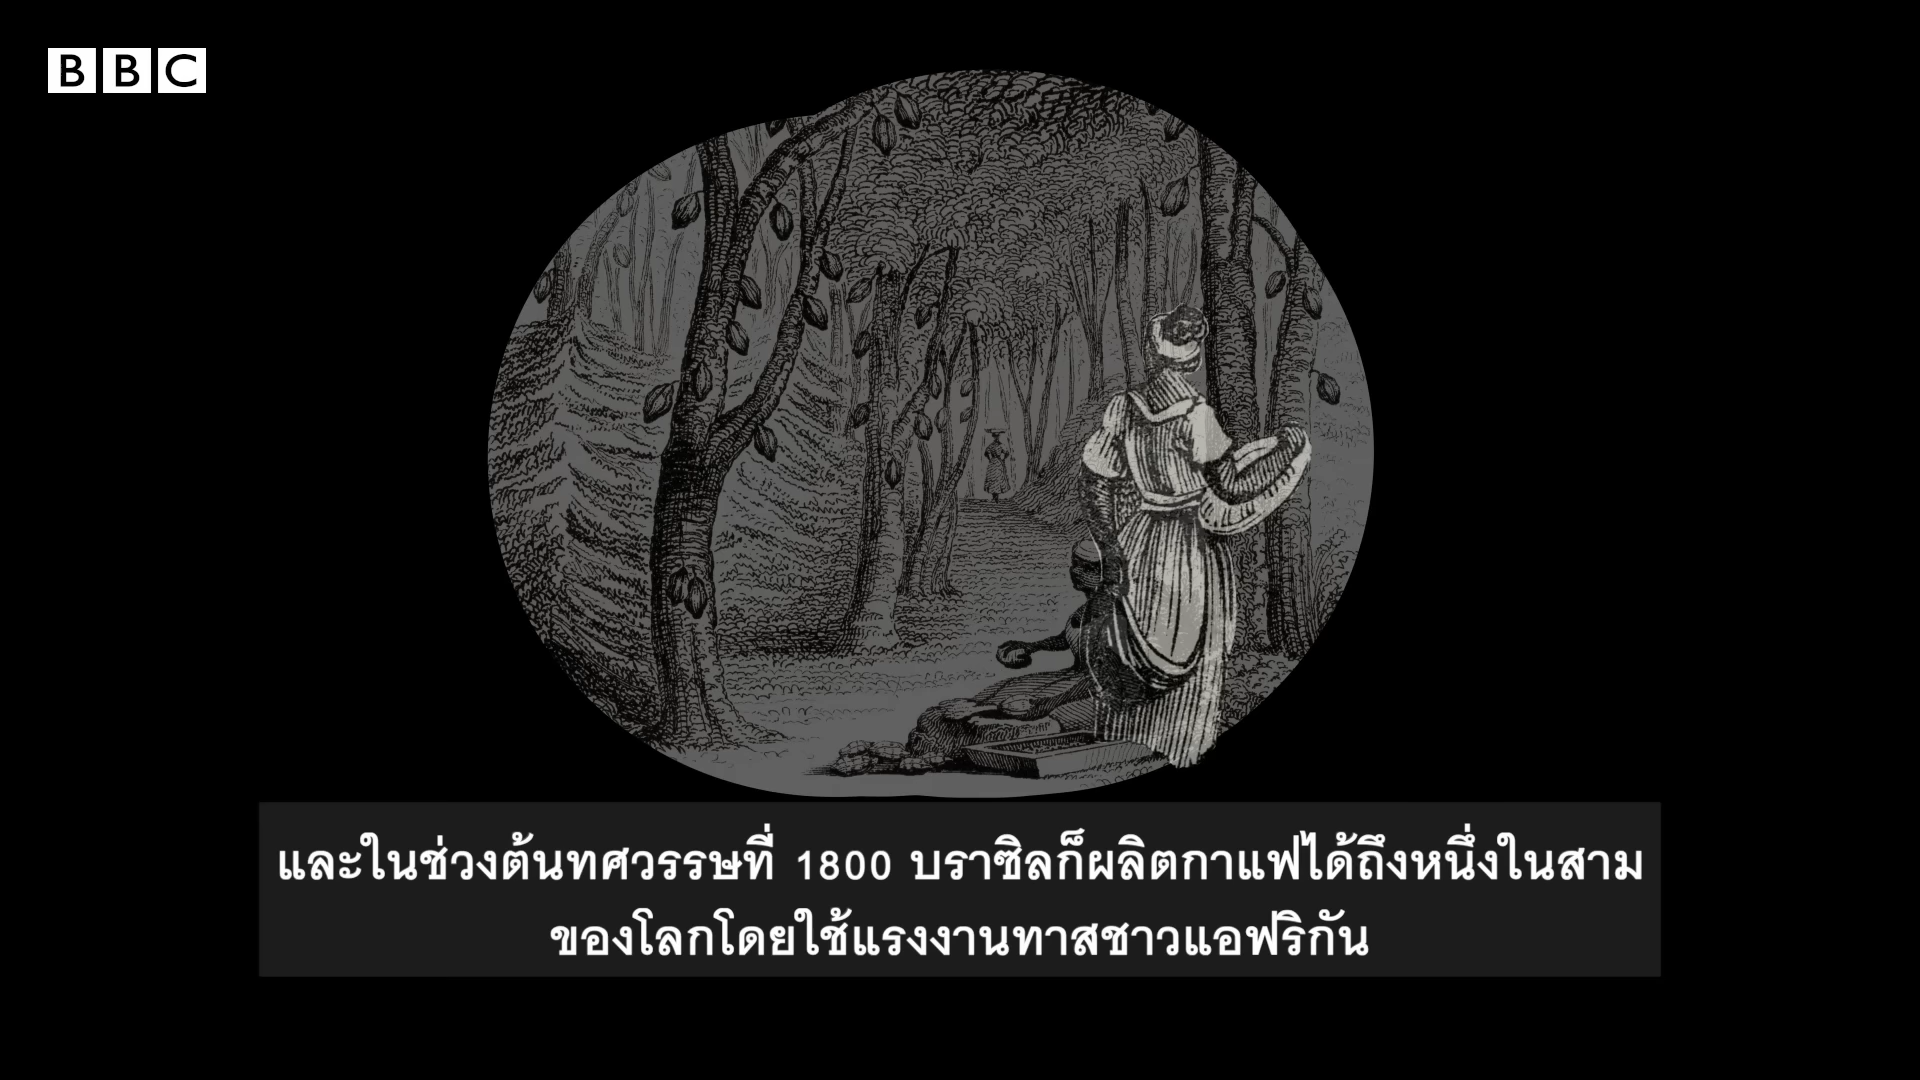 BBC
และในช่วงต้นทศวรรษที่ 1800 บราซิลก็ผลิตกาแฟได้ถึงหนึ่งในสาม
ของโลกโดยใช้แรงงานทาสชาวแอฟริกัน